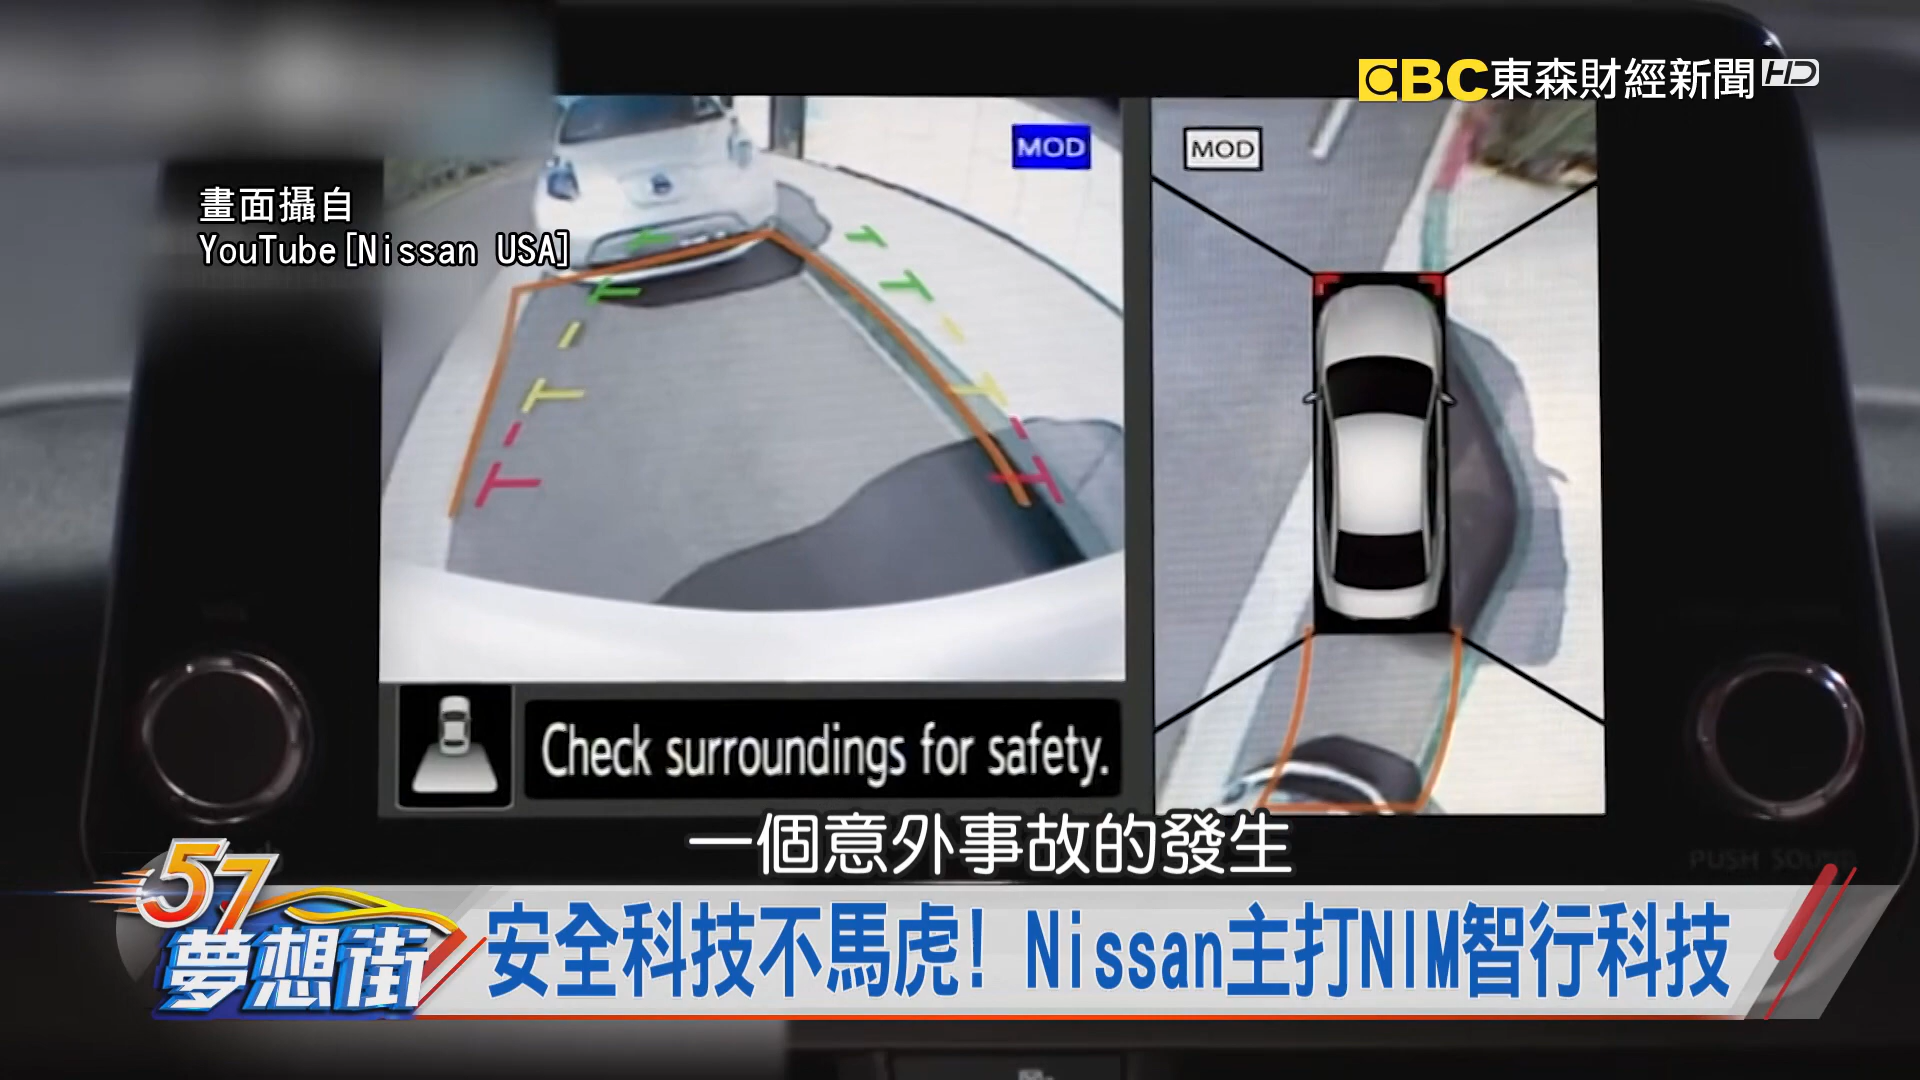 EBC東森財經新聞HD
畫面攝自
YouTube[Nissan USA]
MOD
MOD
Check surroundings for safety.
一個意外事故的發生
PUSH SOUND
57
夢想街
安全科技不馬虎! Nissan主打NIM智行科技